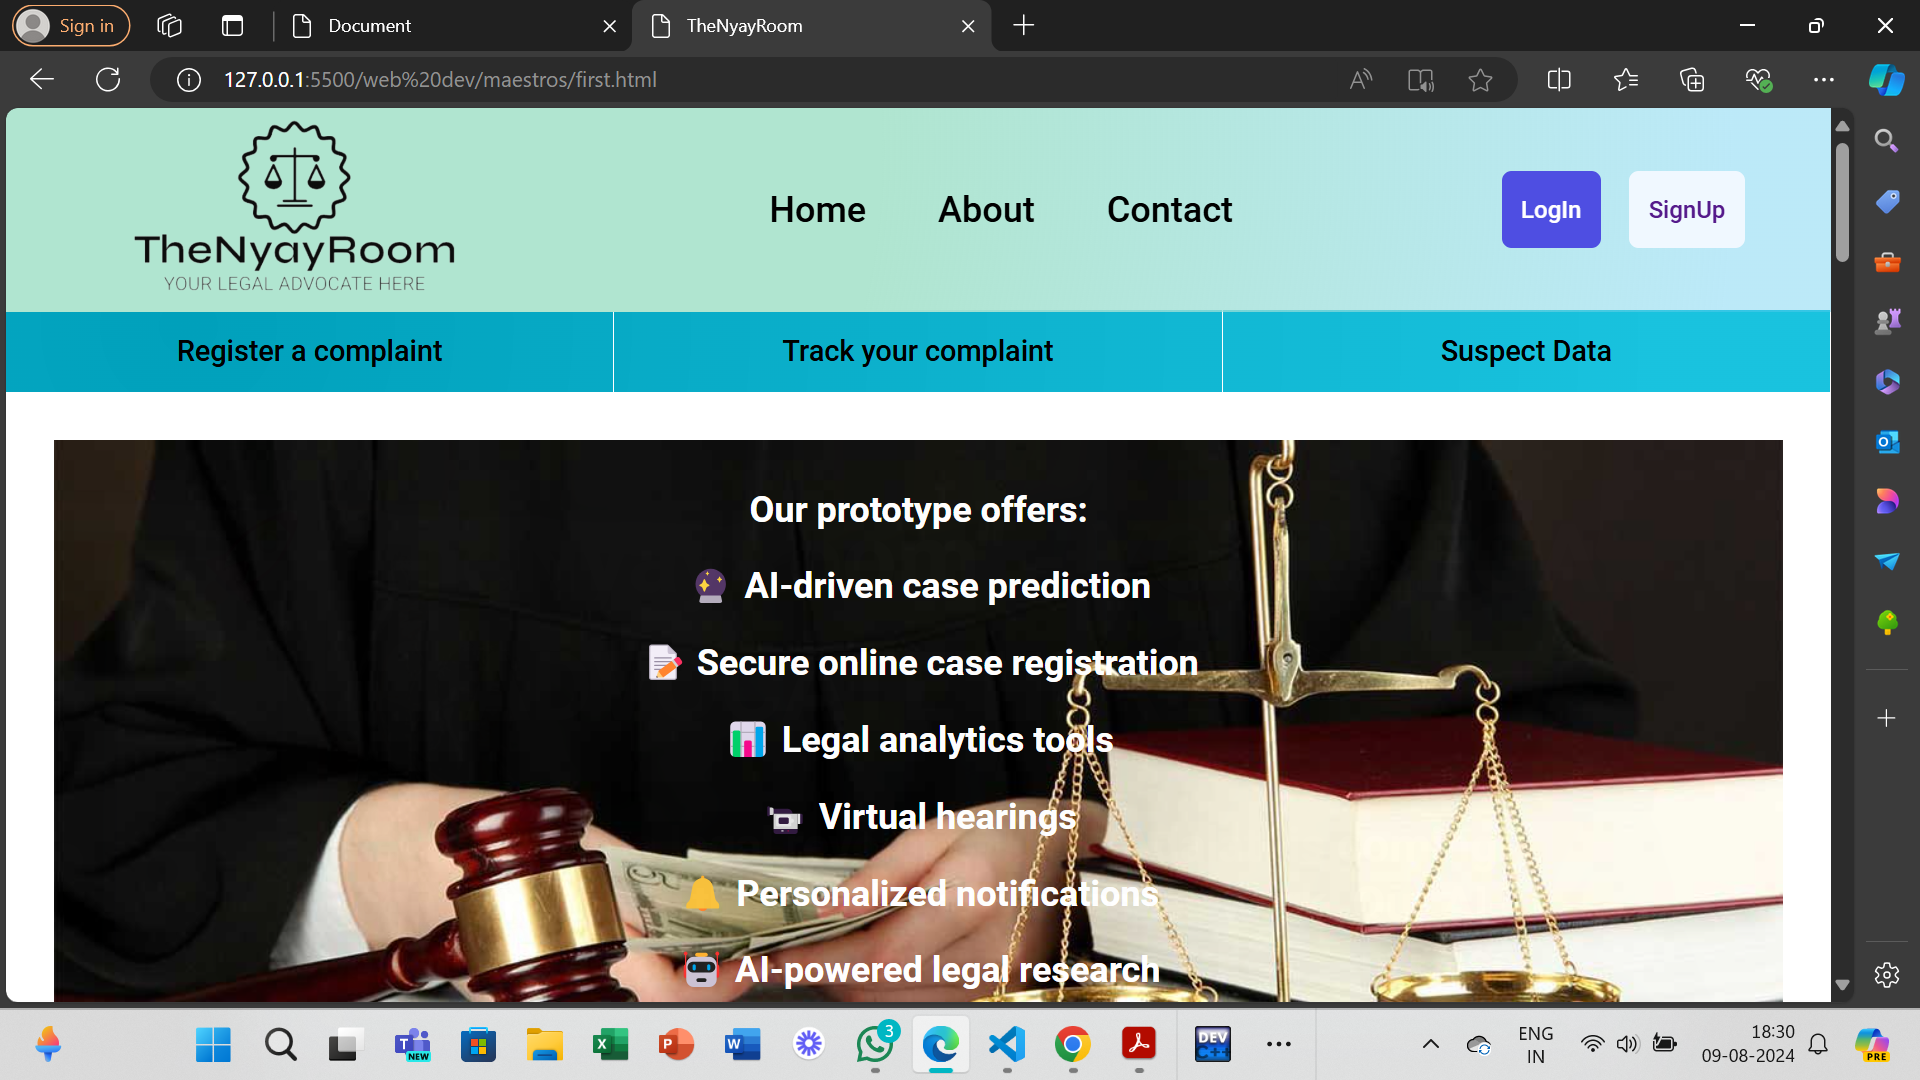 Sign in
Document
TheNyayRoom
127.0.0.1:5500/web%20dev/maestros/first.html
TheNyayRoom
YOUR LEGAL ADVOCATE HERE
Home
About
Contact
LogIn
SignUp
Register a complaint
Track your complaint
Suspect Data
Our prototype offers:
AI-driven case prediction
Secure online case registration
Legal analytics tools
Virtual hearings
Personalized notifications
AI-powered legal research
NEW
3
DEV
C++
ENG
IN
18:30
09-08-2024
PRE